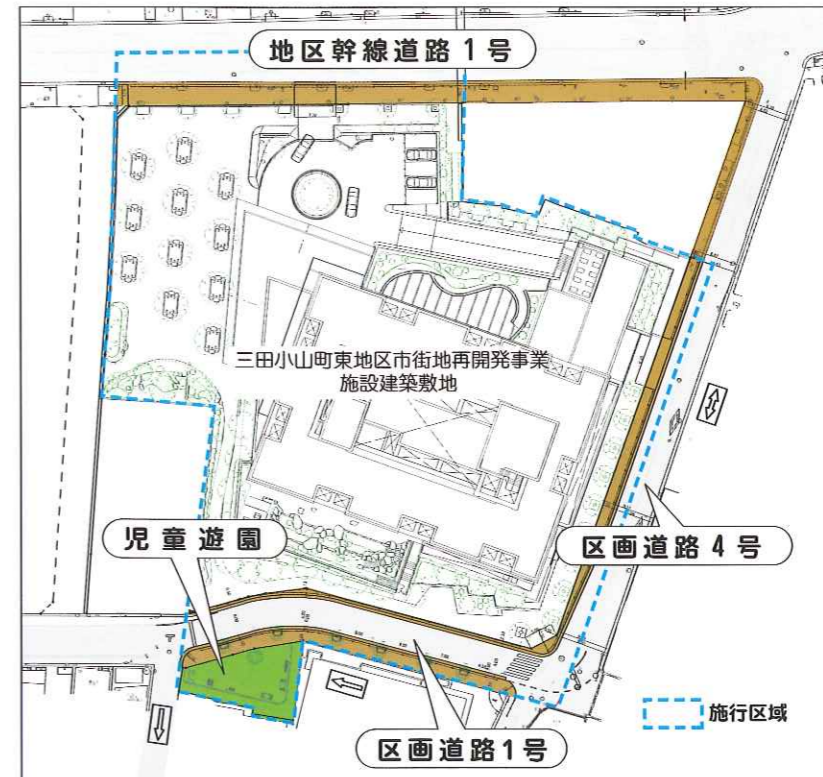 地区幹線道路1号
三田小山町東地区市街地再開発事業
施設建築敷地
児童遊園
区画道路4号
区画道路1号
施行区域